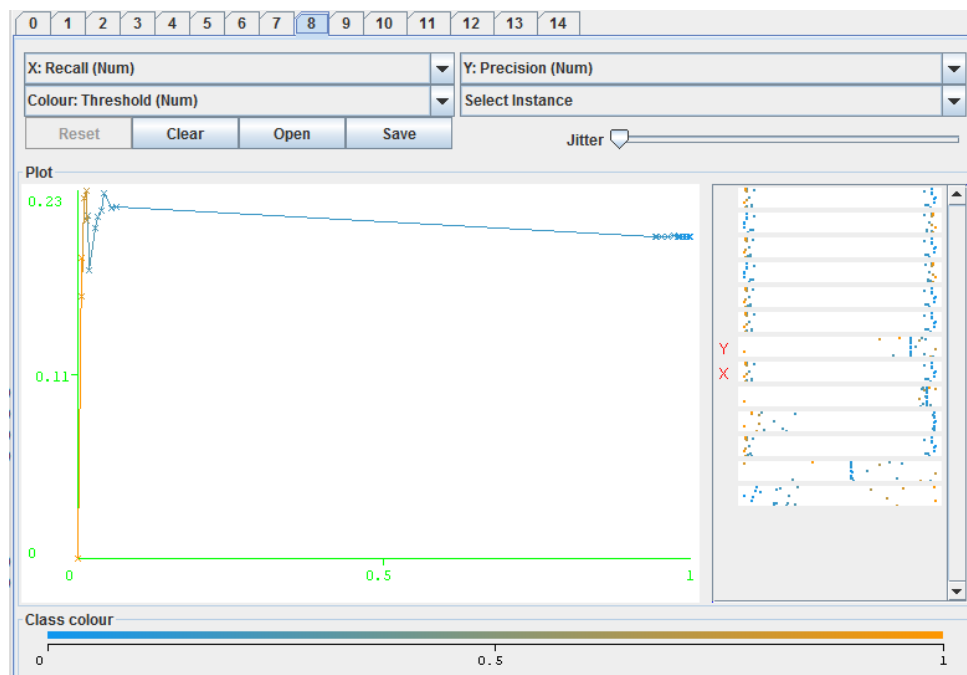 0 1 2 3 4 5 6 7 8 9 10 11 12 13 14
X: Recall (Num) Y: Precision (Num)
Colour: Threshold (Num) Select Instance
Reset Clear Open Save Jitter
Plot
0.23
0.11
0
0 0.5 1
Y
X
Class colour
0 0.5 1